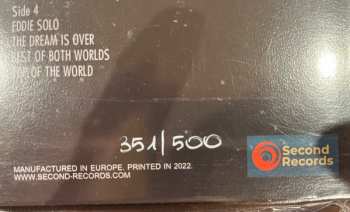 Side 4
EDDIE SOLO
THE DREAM IS OVER
BEST OF BOTH WORLDS
TOP OF THE WORLD
351/500
Second
Records
MANUFACTURED IN EUROPE. PRINTED IN 2022.
WWW.SECOND-RECORDS.COM